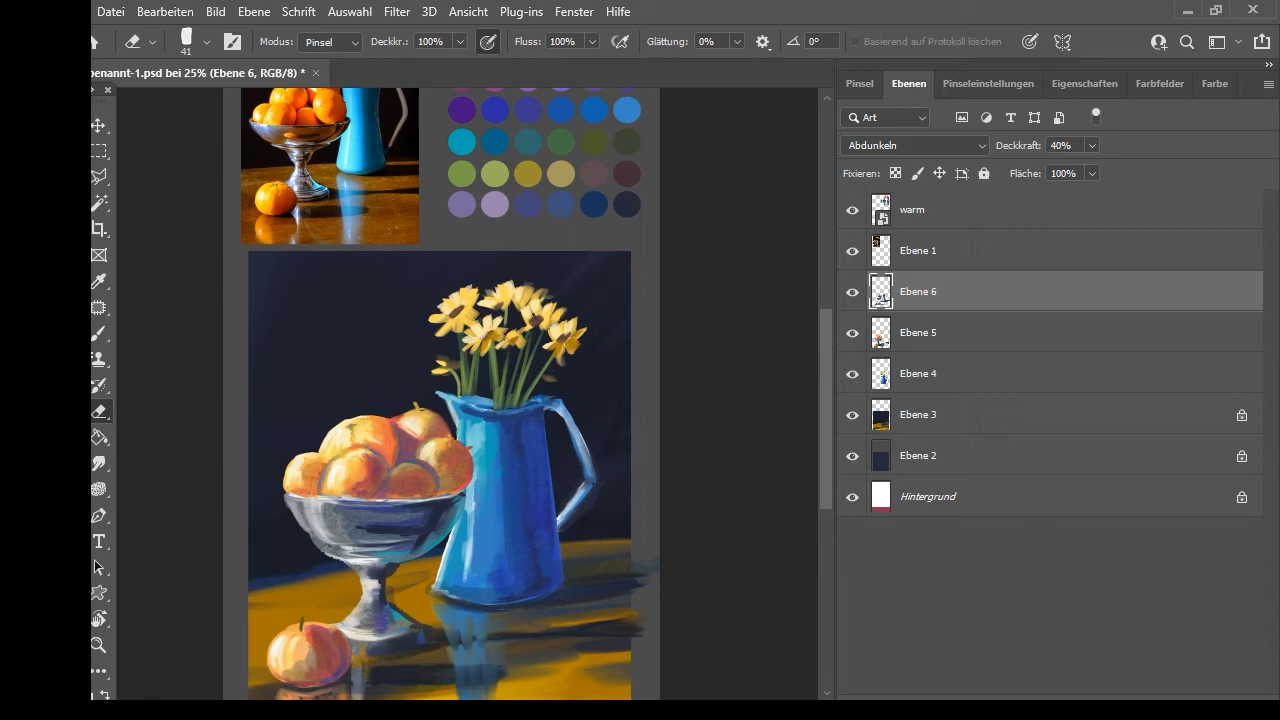 Datei Bearbeiten Bild Ebene Schrift Auswahl Filter 3D Ansicht Plug-ins Fenster Hilfe
41 Modus: Pinsel Deckkr.: 100% Fluss: 100% Glättung: 0% 0° Basierend auf Protokoll löschen
benannt-1.psd bei 25% (Ebene 6, RGB/8) *
Pinsel Ebenen Pinseleinstellungen Eigenschaften Farbfelder Farbe
Art
Abdunkeln Deckkraft: 40%
Fixieren: Fläche: 100%
warm
Ebene 1
Ebene 6
Ebene 5
Ebene 4
Ebene 3
Ebene 2
Hintergrund